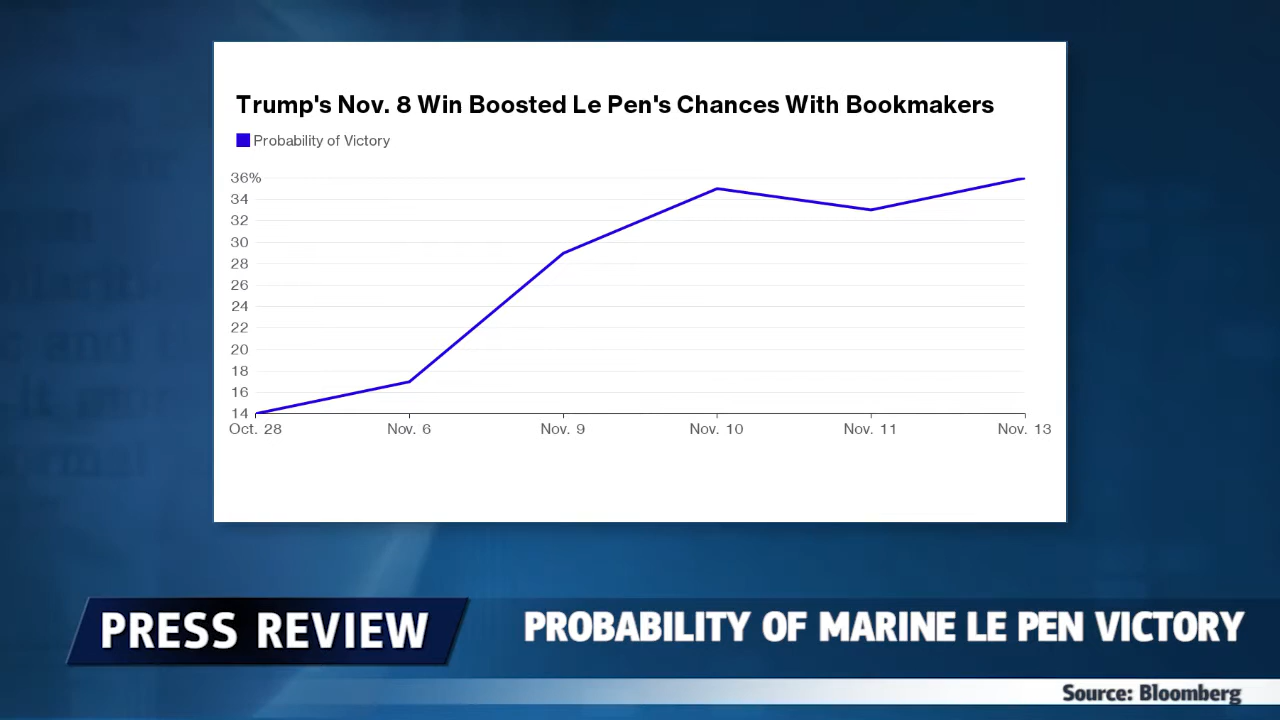 Trump's Nov. 8 Win Boosted Le Pen's Chances With Bookmakers
Probability of Victory
36%
34
32
30
28
26
24
22
20
18
16
14
Oct. 28 Nov. 6 Nov. 9 Nov. 10 Nov. 11 Nov. 13
PRESS REVIEW
PROBABILITY OF MARINE LE PEN VICTORY
Source: Bloomberg